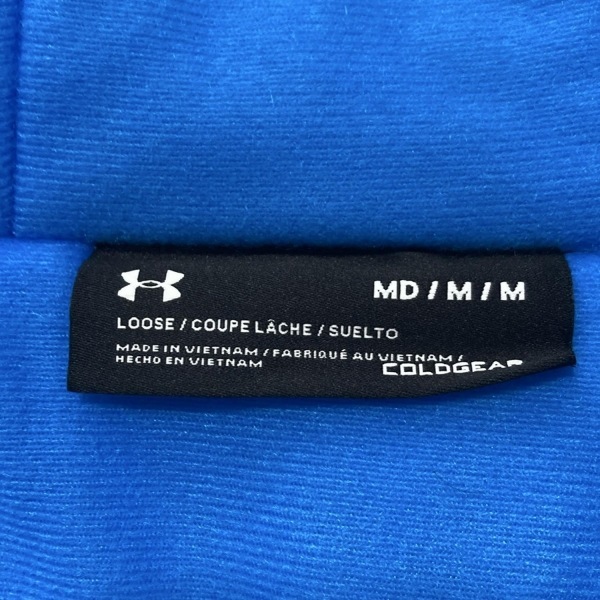 MD / M / M
LOOSE / COUPE LÂCHE / SUELTO
MADE IN VIETNAM / FABRIQUÉ AU VIETNAM /
HECHO EN VIETNAM
COLDGEAR